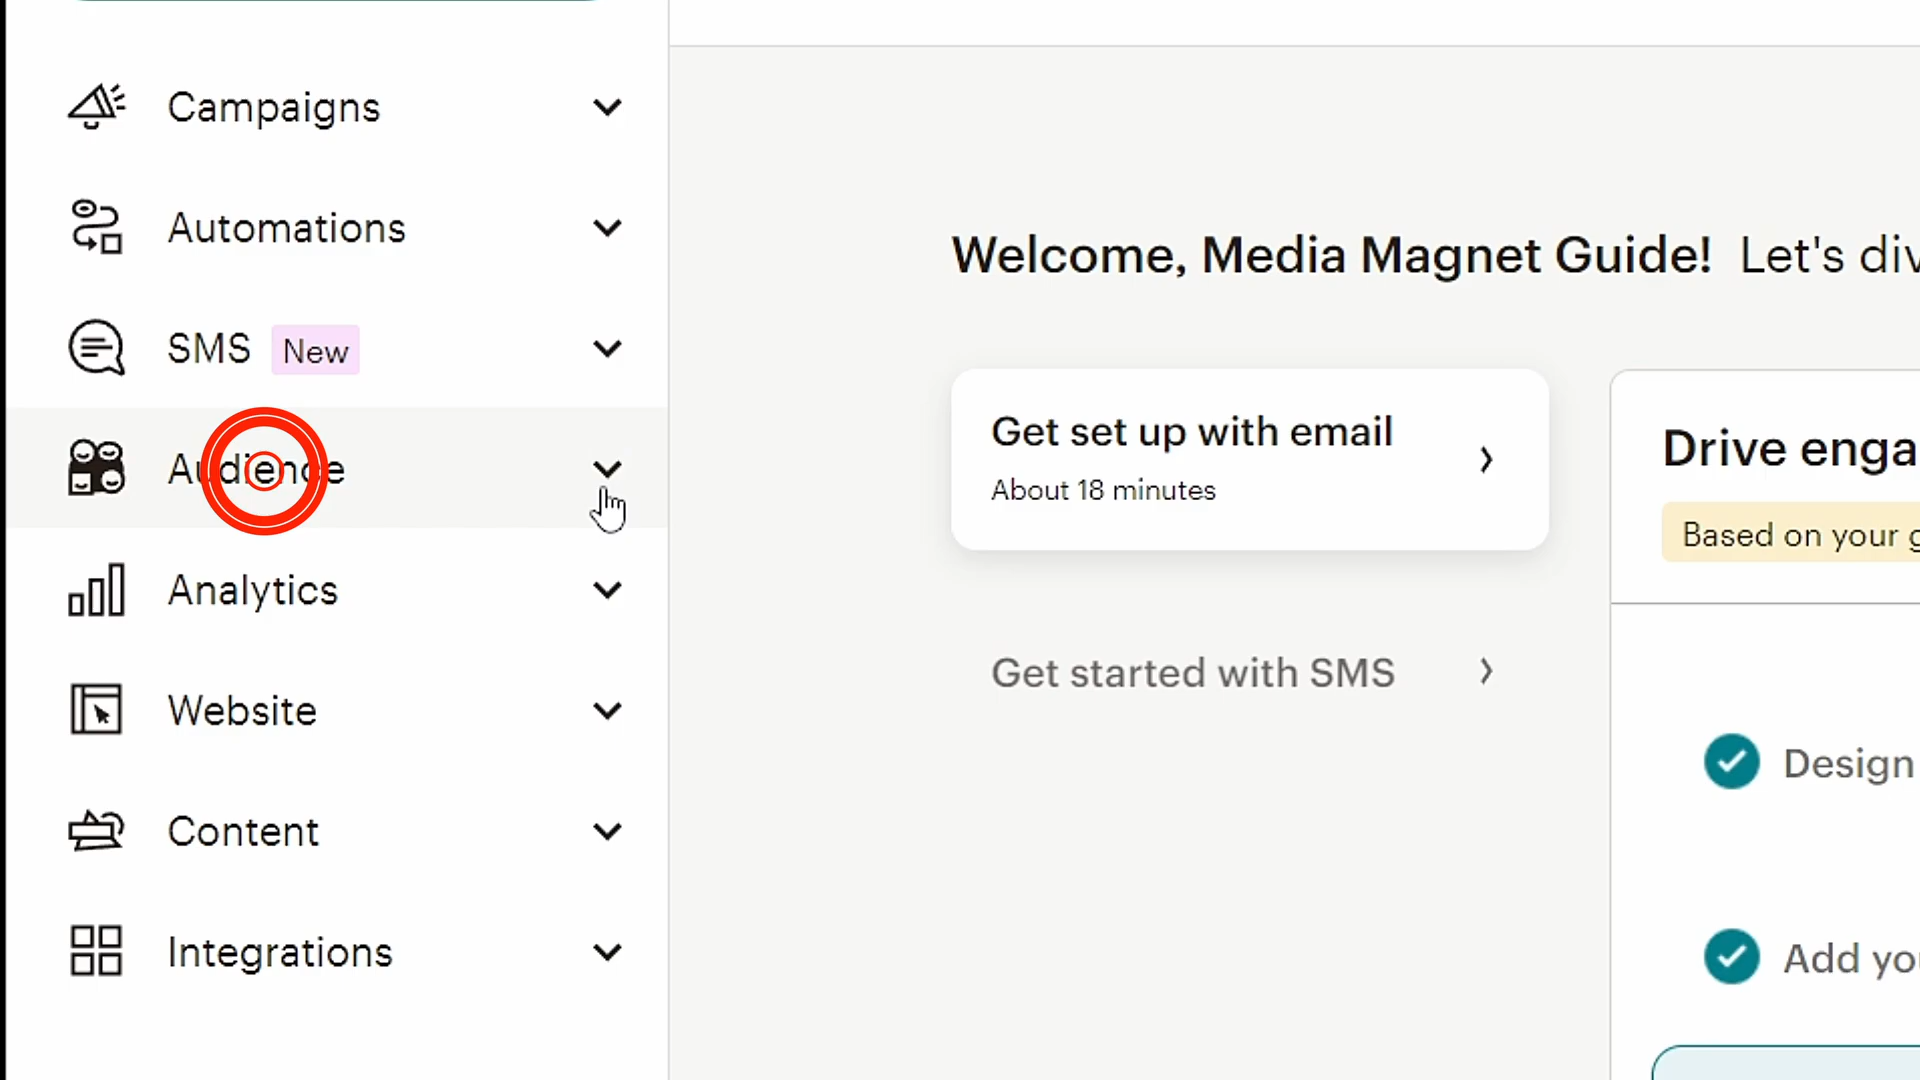 Campaigns
Automations
SMS New
Audience
Analytics
Website
Content
Integrations
Welcome, Media Magnet Guide! Let's div
Get set up with email
About 18 minutes
Get started with SMS
Drive enga
Based on your g
Design
Add you